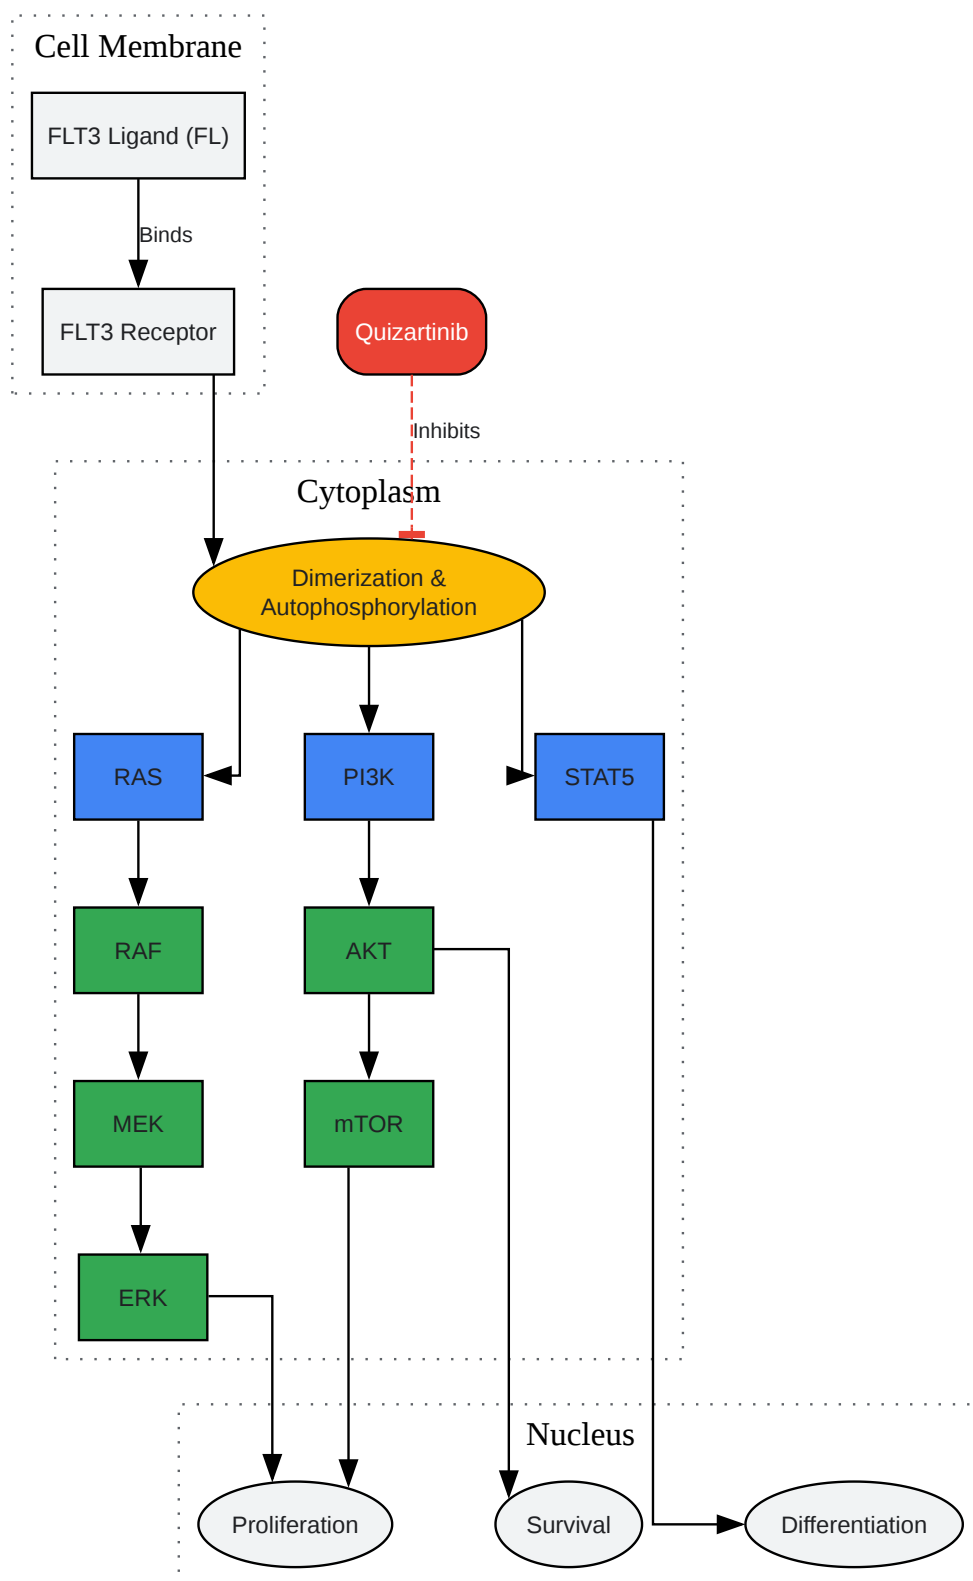 Cell Membrane
FLT3 Ligand (FL)
Binds
FLT3 Receptor
Quizartinib
Inhibits
Cytoplasm
Dimerization &
Autophosphorylation
RAS
PI3K
STAT5
RAF
AKT
MEK
mTOR
ERK
Nucleus
Proliferation
Survival
Differentiation